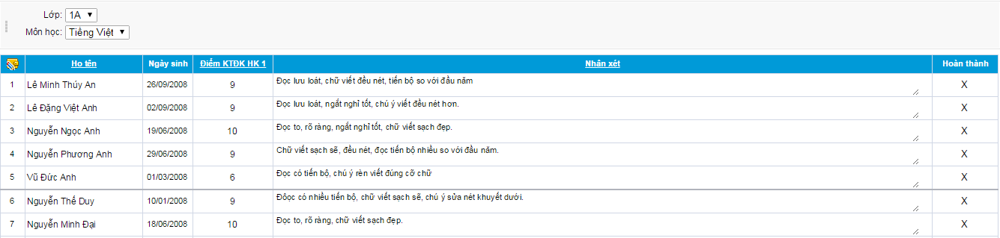 Lớp: 1A
Môn học: Tiếng Việt
Họ tên Ngày sinh Điểm KTĐK HK 1 Nhận xét Hoàn thành
1 Lê Minh Thúy An 26/09/2008 9 Đọc lưu loát, chữ viết đều nét, tiến bộ so với đầu năm X
2 Lê Đặng Việt Anh 02/09/2008 9 Đọc lưu loát, ngắt nghỉ tốt, chú ý viết đều nét hơn. X
3 Nguyễn Ngọc Anh 19/06/2008 10 Đọc to, rõ ràng, ngắt nghỉ tốt, chữ viết sạch đẹp. X
4 Nguyễn Phương Anh 29/06/2008 9 Chữ viết sạch sẽ, đều nét, đọc tiến bộ nhiều so với đầu năm. X
5 Vũ Đức Anh 01/03/2008 6 Đọc có tiến bộ, chú ý rèn viết đúng cỡ chữ X
6 Nguyễn Thế Duy 10/01/2008 9 Đôọc có nhiều tiến bộ, chữ viết sạch sẽ, chú ý sửa nét khuyết dưới. X
7 Nguyễn Minh Đại 18/06/2008 10 Đọc to, rõ ràng, chữ viết sạch đẹp. X